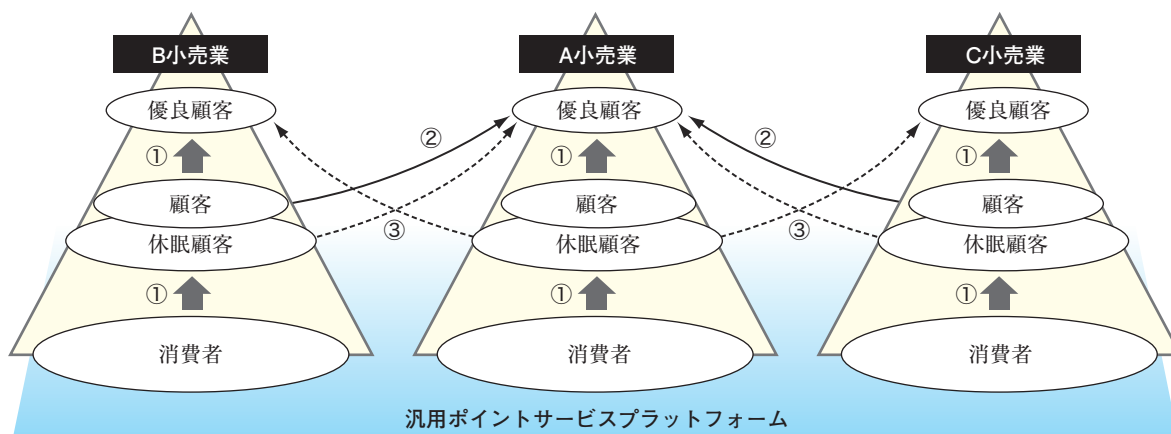 B小売業
A小売業
C小売業
優良顧客
優良顧客
優良顧客
①
②
①
②
①
顧客
顧客
顧客
③
③
休眠顧客
休眠顧客
休眠顧客
①
①
①
消費者
消費者
消費者
汎用ポイントサービスプラットフォーム